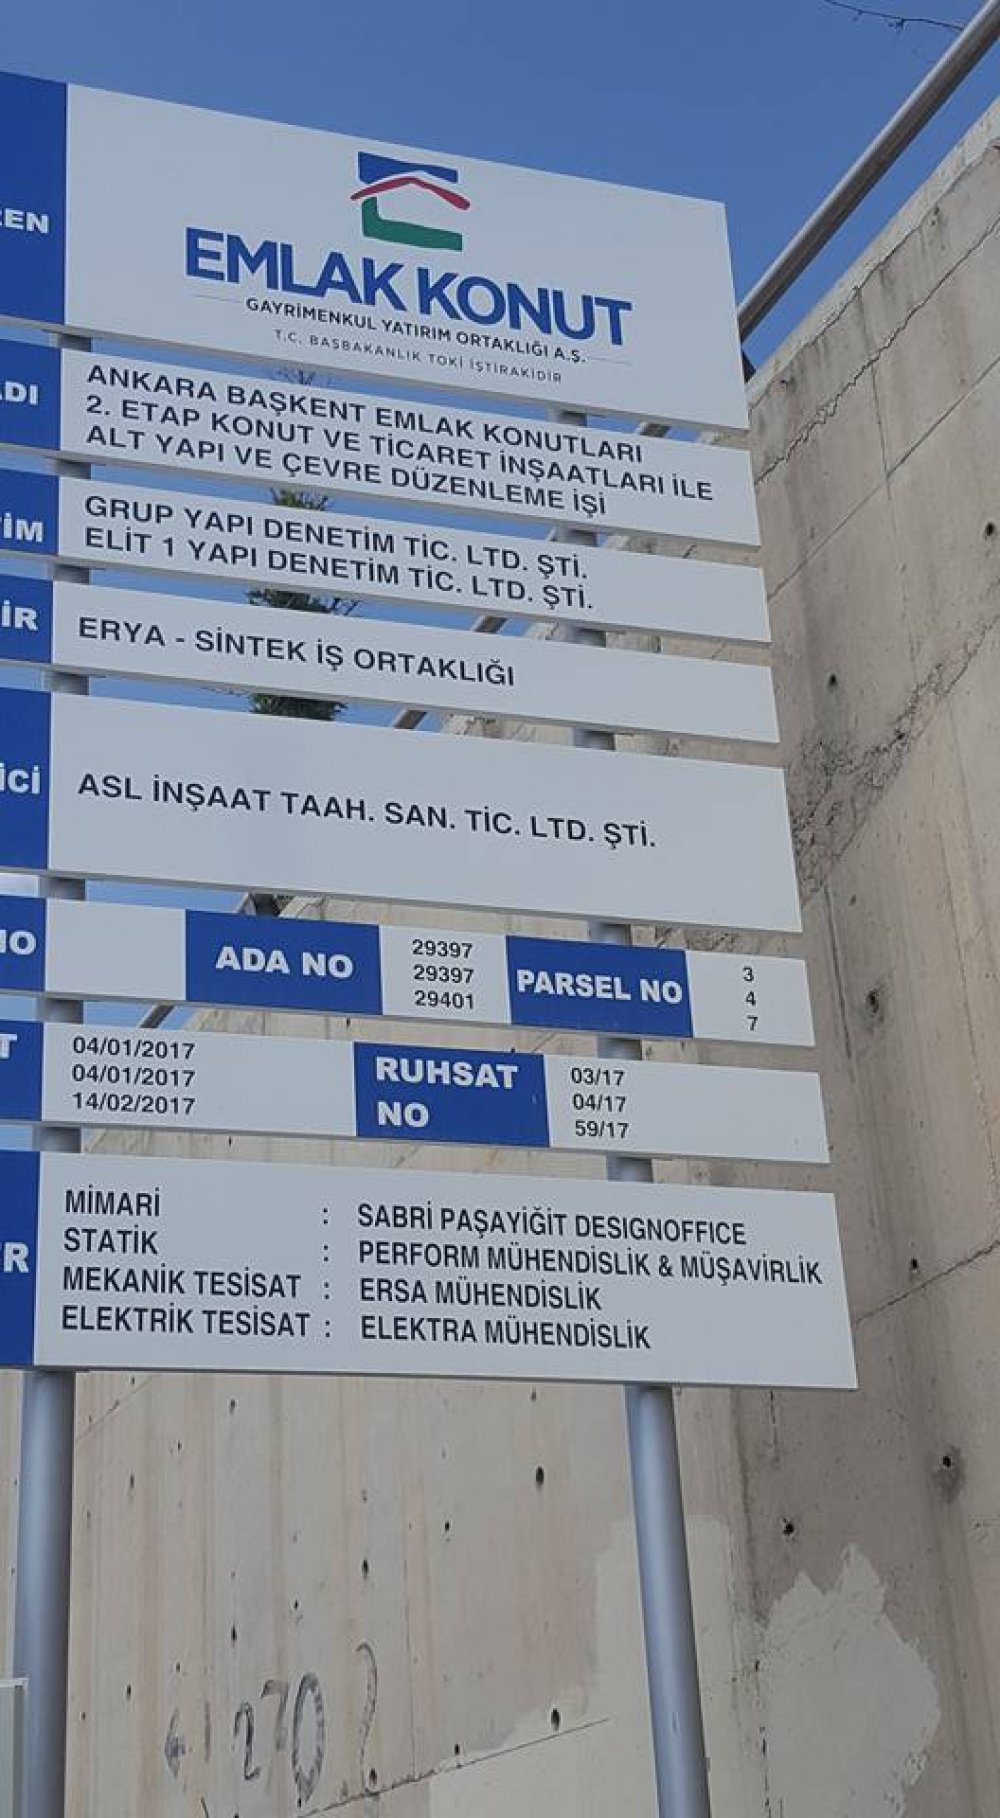 EMLAK KONUT
GAYRİMENKUL YATIRIM ORTAKLIĞI A.Ş.
T.C. BAŞBAKANLIK TOKİ İŞTİRAKİDİR
ANKARA BAŞKENT EMLAK KONUTLARI
2. ETAP KONUT VE TİCARET İNŞAATLARI İLE
ALT YAPI VE ÇEVRE DÜZENLEME İŞİ
GRUP YAPI DENETİM TİC. LTD. ŞTİ.
ELİT 1 YAPI DENETİM TİC. LTD. ŞTİ.
ERYA - SİNTEK İŞ ORTAKLIĞI
ASL İNŞAAT TAAH. SAN. TİC. LTD. ŞTİ.
ADA NO
29397
29397
29401
PARSEL NO
3
4
7
04/01/2017
04/01/2017
14/02/2017
RUHSAT
NO
03/17
04/17
59/17
MİMARİ : SABRİ PAŞAYİĞİT DESIGNOFFICE
STATİK : PERFORM MÜHENDİSLİK & MÜŞAVİRLİK
MEKANİK TESİSAT : ERSA MÜHENDİSLİK
ELEKTRİK TESİSAT : ELEKTRA MÜHENDİSLİK
270